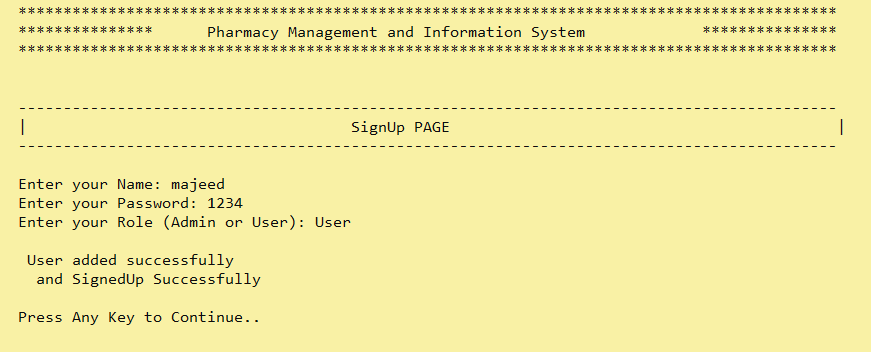 *******************************************************************************************
***************      Pharmacy Management and Information System             ***************
*******************************************************************************************
-------------------------------------------------------------------------------------------
|                                    SignUp PAGE                                           |
-------------------------------------------------------------------------------------------
Enter your Name: majeed
Enter your Password: 1234
Enter your Role (Admin or User): User
 User added successfully
  and SignedUp Successfully
Press Any Key to Continue..